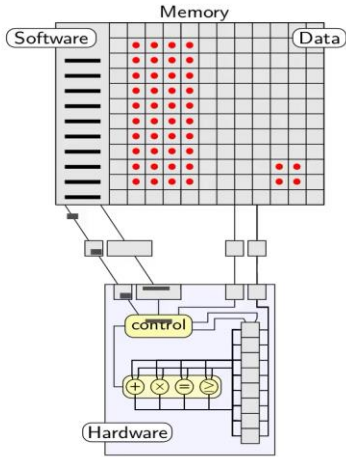 Memory
Software
Data
control
+ × = ≥
Hardware